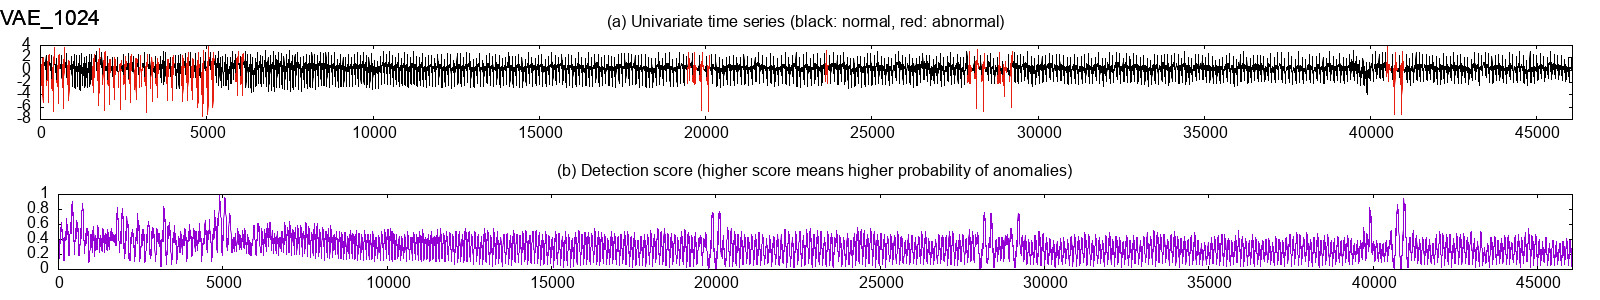 VAE_1024
(a) Univariate time series (black: normal, red: abnormal)
4
2
0
-2
-4
-6
-8
0 5000 10000 15000 20000 25000 30000 35000 40000 45000
(b) Detection score (higher score means higher probability of anomalies)
1
0.8
0.6
0.4
0.2
0
0 5000 10000 15000 20000 25000 30000 35000 40000 45000